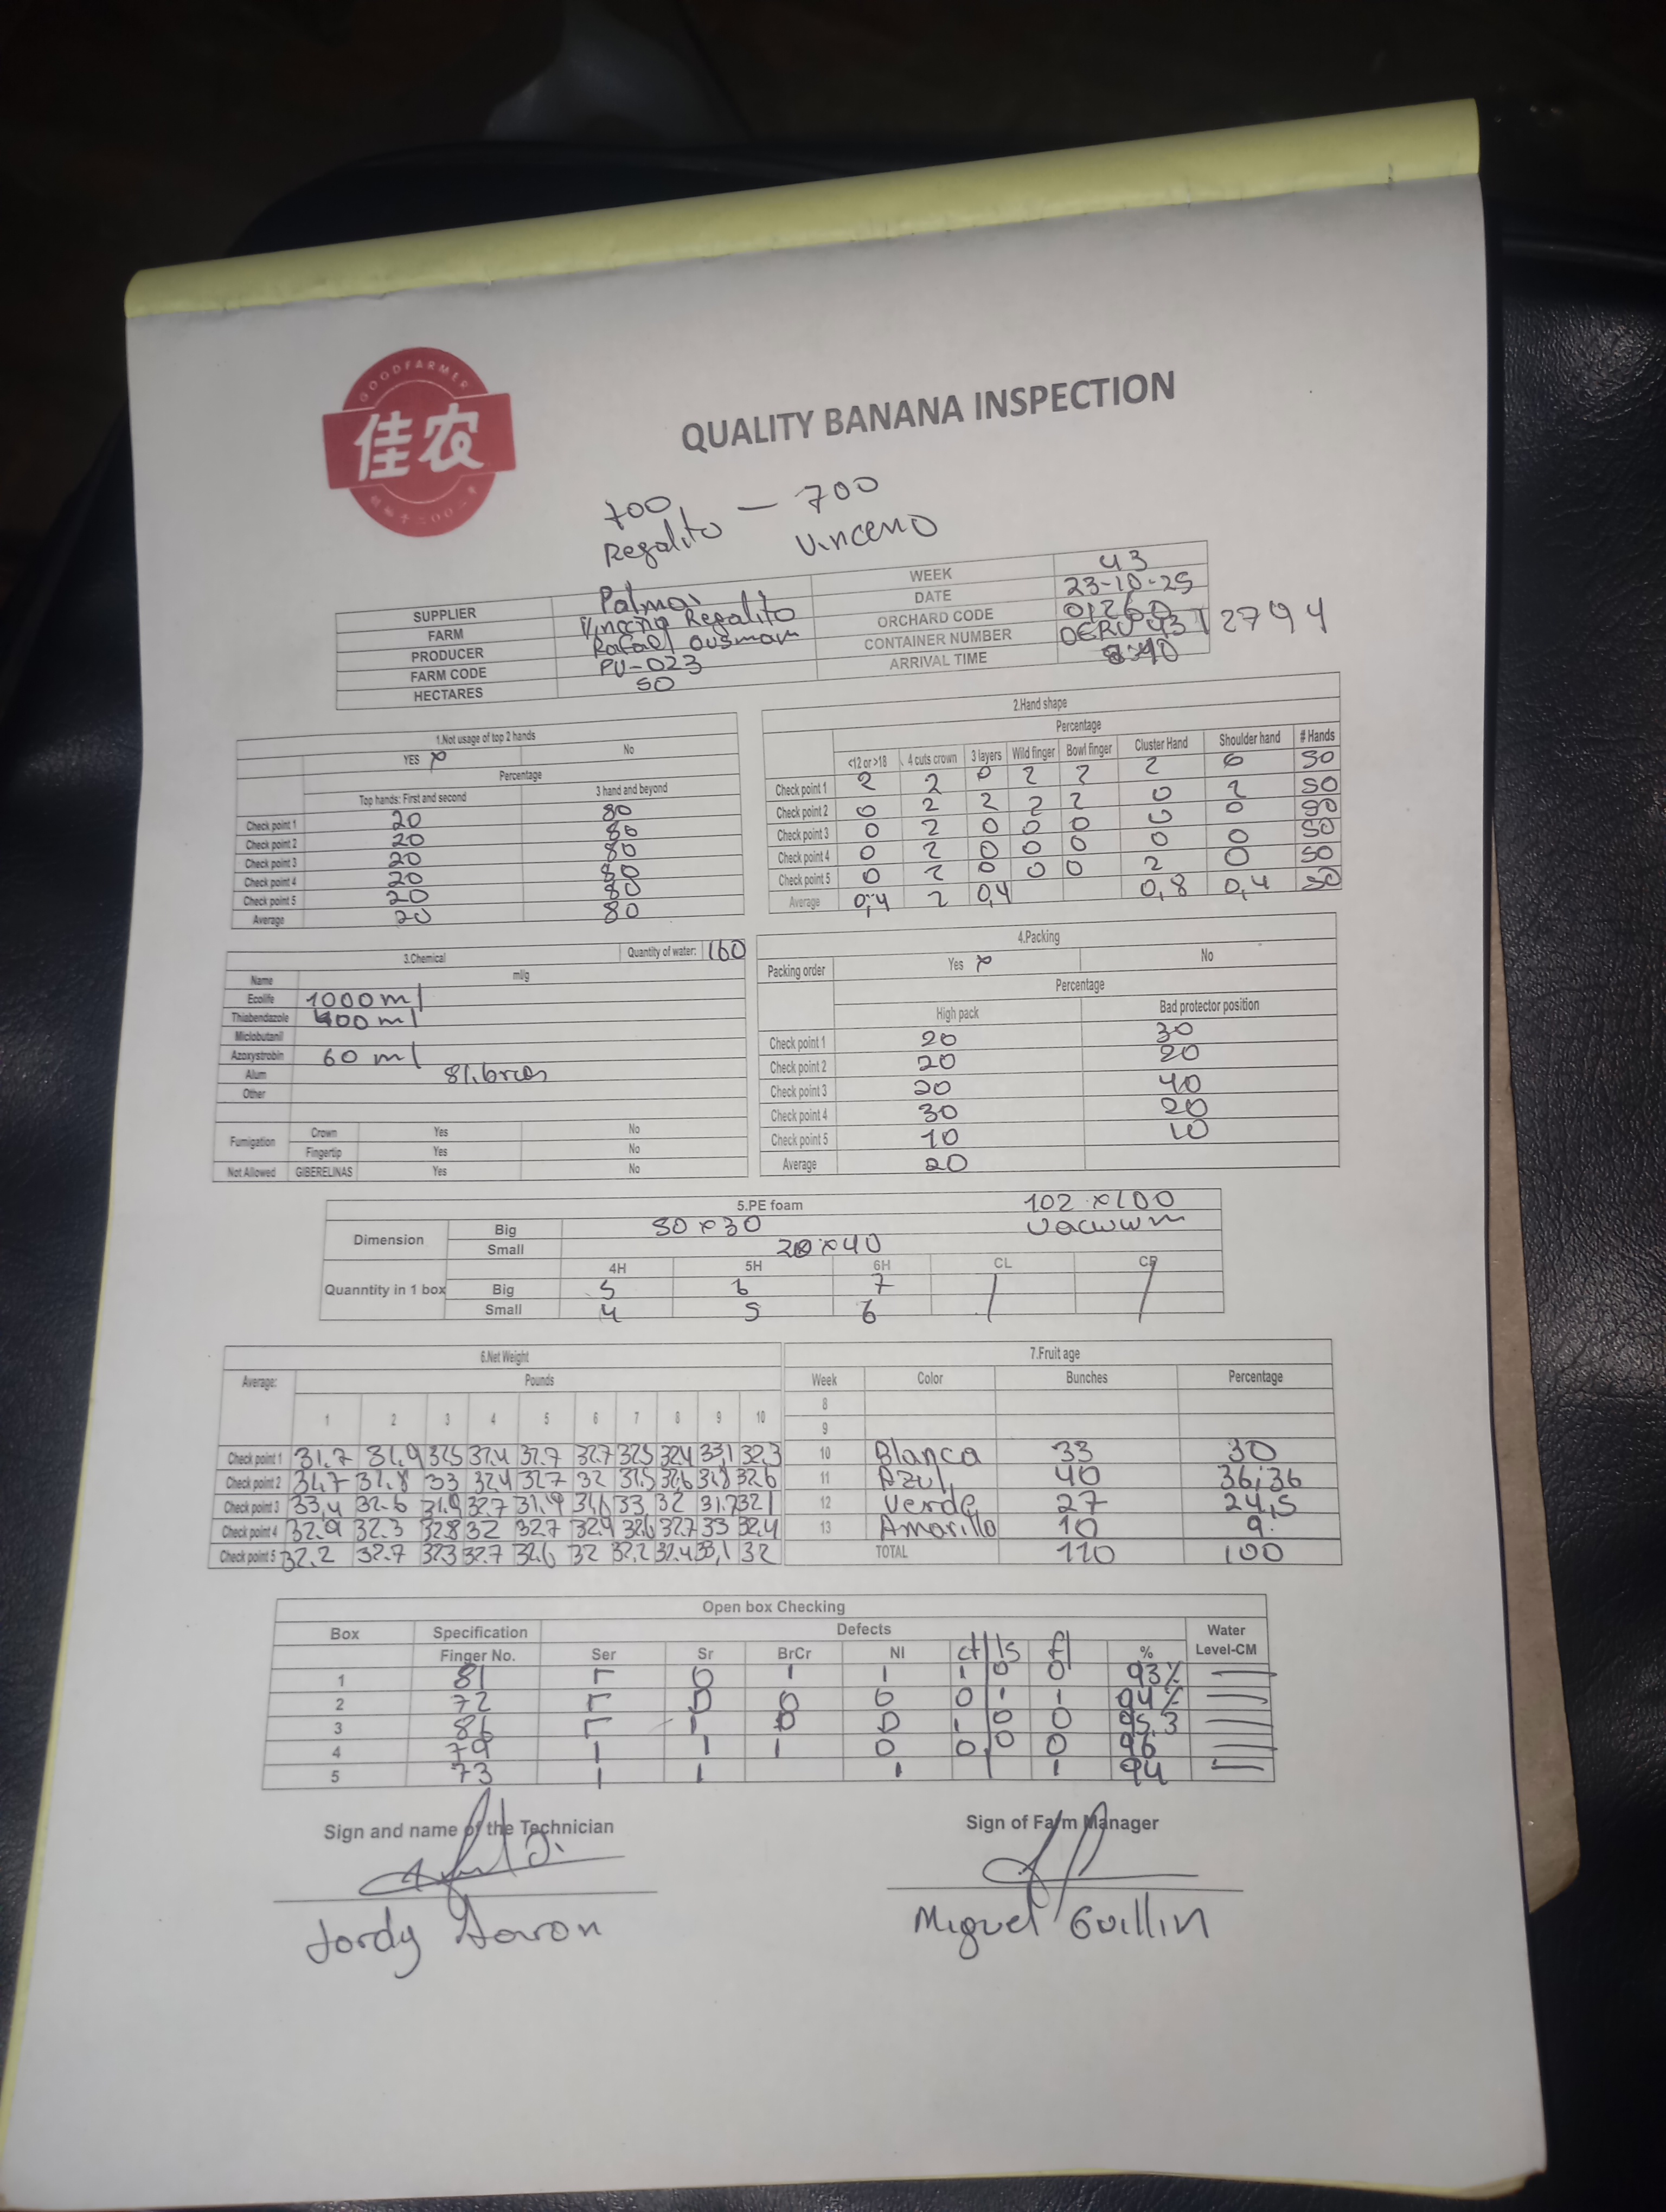 GOODFARMER
佳农
QUALITY BANANA INSPECTION
700 — 700
Regalito Vinceno
SUPPLIER Palmar WEEK 43
FARM Regalito DATE 23-10-25
PRODUCER Rafael ORCHARD CODE 01260
FARM CODE PU-023 CONTAINER NUMBER 2794
HECTARES 50 ARRIVAL TIME
1.Not usage of top 2 hands
YES x No
Percentage
Top hands: First and second 3 hand and beyond
Check point 1 20 80
Check point 2 20 80
Check point 3 20 80
Check point 4 20 80
Check point 5 20 80
Average 20 80
2.Hand shape
Percentage
<12 or >18 4 cuts crown 3 layers Wild finger Bowl finger Cluster Hand Shoulder hand # Hands
Check point 1 2 2 0 2 2 2 0 50
Check point 2 0 2 2 2 2 0 2 50
Check point 3 0 2 0 0 0 0 0 50
Check point 4 0 2 0 0 0 0 0 50
Check point 5 0 2 0 0 0 2 0 50
Average 0,4 2 0,4 0,8 0,4 50
3.Chemical Quantity of water: 160
Name ml/g
Ecolife 1000 ml
Thiabendazole 400 ml
Miclobutanil
Azoxystrobin 60 ml
Alum 8 libras
Other
Fumigation Crown Yes No
Fingertip Yes No
Not Allowed GIBERELINAS Yes No
4.Packing
Packing order Yes x No
Percentage
High pack Bad protector position
Check point 1 20 30
Check point 2 20 20
Check point 3 20 40
Check point 4 30 20
Check point 5 10 10
Average 20
5.PE foam 102 x 100
Dimension Big 50 x 30 vacuum
Small 20 x 40
4H 5H 6H CL CP
Quanntity in 1 box Big 5 6 7
Small 4 5 6
6.Net Weight
Average: Pounds
1 2 3 4 5 6 7 8 9 10
Check point 1 31.7 31.9 32.5 32.4 32.7 32.7 32.5 32.4 33,1 32.3
Check point 2 31.7 31.8 33 32.4 32.7 32 31.5 32.6 31.8 32.6
Check point 3 33,4 32.6 31.9 32.7 31.9 31.6 33 32 31.7 32.1
Check point 4 32.9 32.3 32.8 32 32.7 32.9 32.6 32.7 33 32.4
Check point 5 32.2 32.7 32.3 32.7 32.6 32 32.2 32.4 33,1 32
7.Fruit age
Week Color Bunches Percentage
8
9
10 Blanca 33 30
11 Azul 40 36,36
12 Verde 27 24,5
13 Amarillo 10 9.
TOTAL 110 100
Open box Checking
Box Specification Defects Water
Finger No. Ser Sr BrCr NI ct ls fl % Level-CM
1 81 0 1 1 1 0 0 93%
2 72 0 0 0 0 1 1 94%
3 86 1 0 0 1 0 0 95.3
4 79 1 1 1 0 0 0 0 96
5 73 1 1 1 1 1 94
Sign and name of the Technician Sign of Farm Manager
Jordy Miguel Guillin